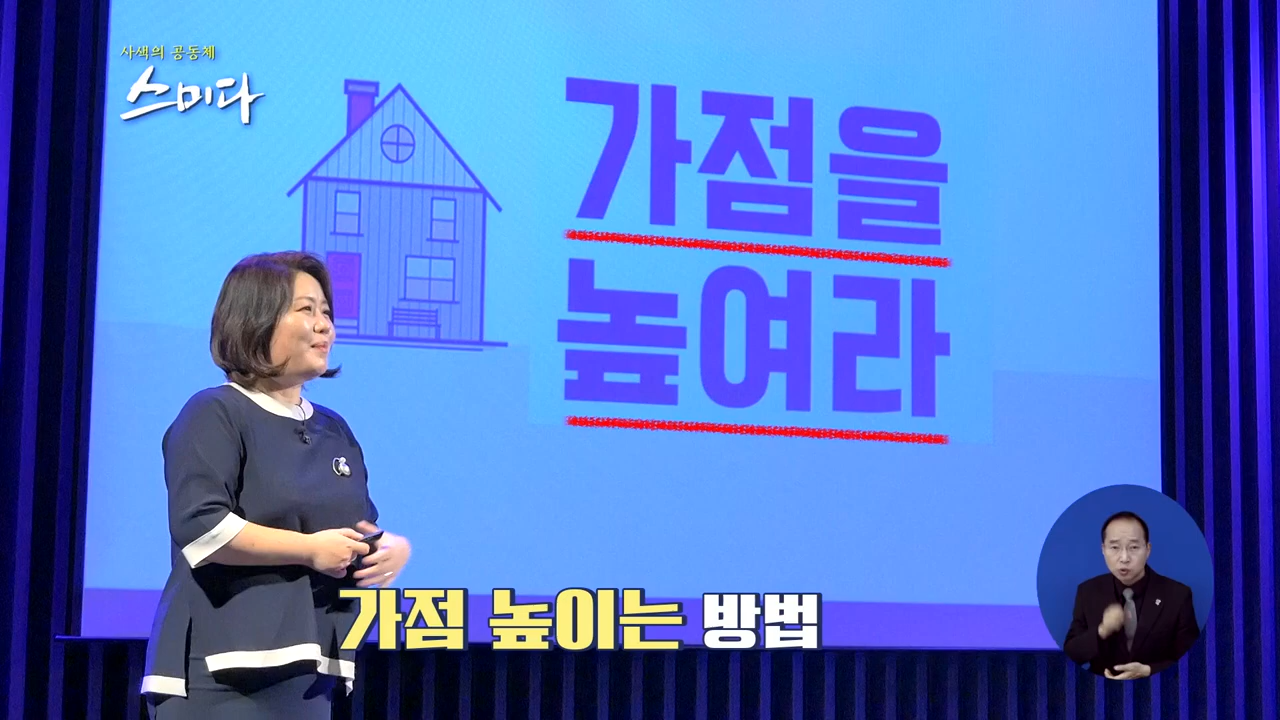 사색의 공동체
스미다
가점을
높여라
가점 높이는 방법